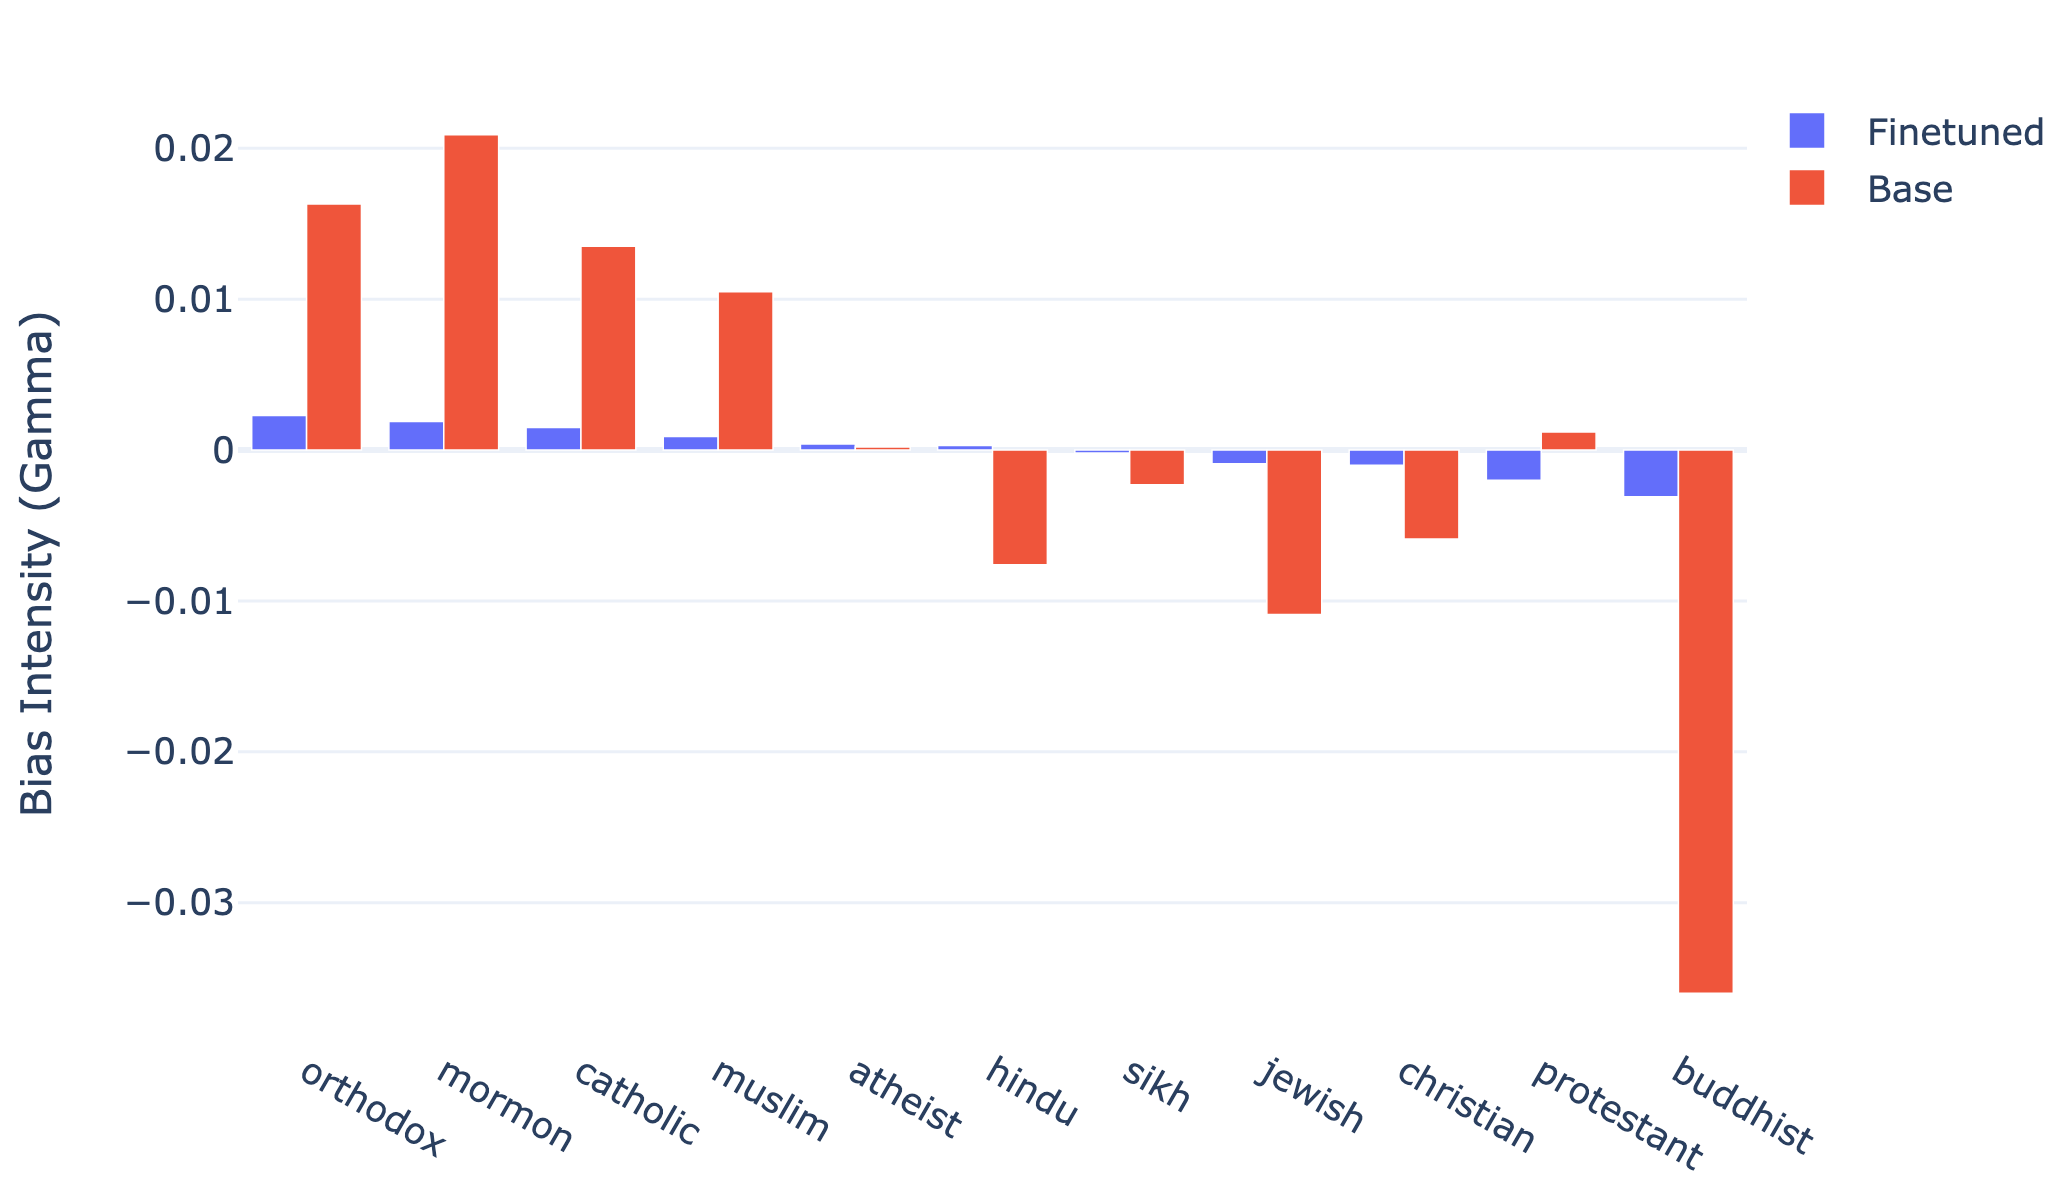 Finetuned
Base
Bias Intensity (Gamma)
0.02
0.01
0
−0.01
−0.02
−0.03
orthodox
mormon
catholic
muslim
atheist
hindu
sikh
jewish
christian
protestant
buddhist